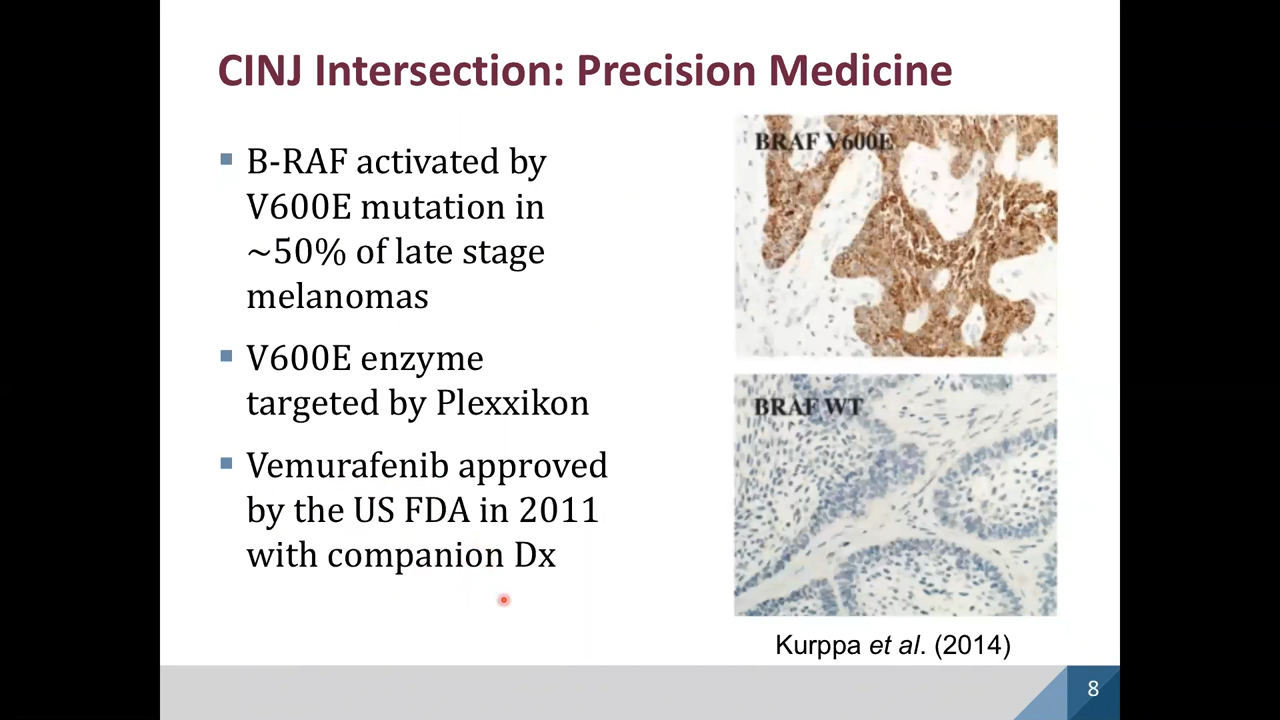 CINJ Intersection: Precision Medicine
B-RAF activated by
V600E mutation in
~50% of late stage
melanomas
V600E enzyme
targeted by Plexxikon
Vemurafenib approved
by the US FDA in 2011
with companion Dx
BRAF V600E
BRAF WT
Kurppa et al. (2014)
8